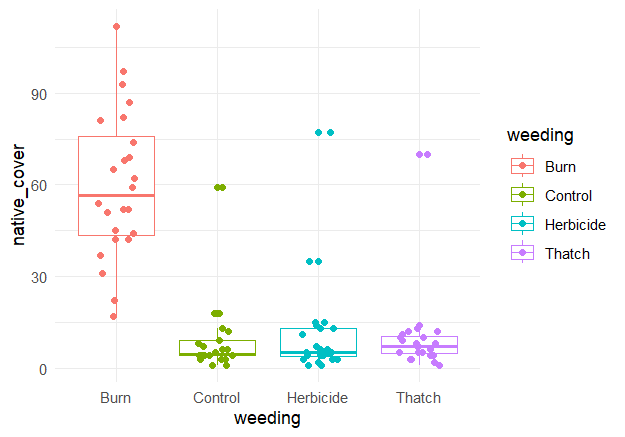 native_cover
90
60
30
0
Burn
Control
Herbicide
Thatch
weeding
weeding
Burn
Control
Herbicide
Thatch